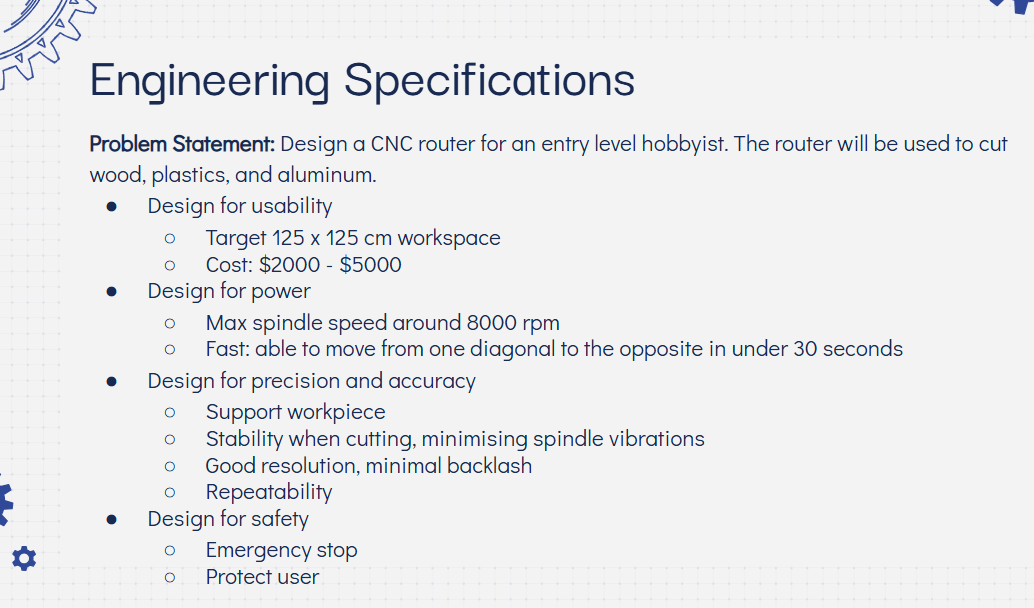 Engineering Specifications
Problem Statement: Design a CNC router for an entry level hobbyist. The router will be used to cut
wood, plastics, and aluminum.
● Design for usability
○ Target 125 x 125 cm workspace
○ Cost: $2000 - $5000
● Design for power
○ Max spindle speed around 8000 rpm
○ Fast: able to move from one diagonal to the opposite in under 30 seconds
● Design for precision and accuracy
○ Support workpiece
○ Stability when cutting, minimising spindle vibrations
○ Good resolution, minimal backlash
○ Repeatability
● Design for safety
○ Emergency stop
○ Protect user